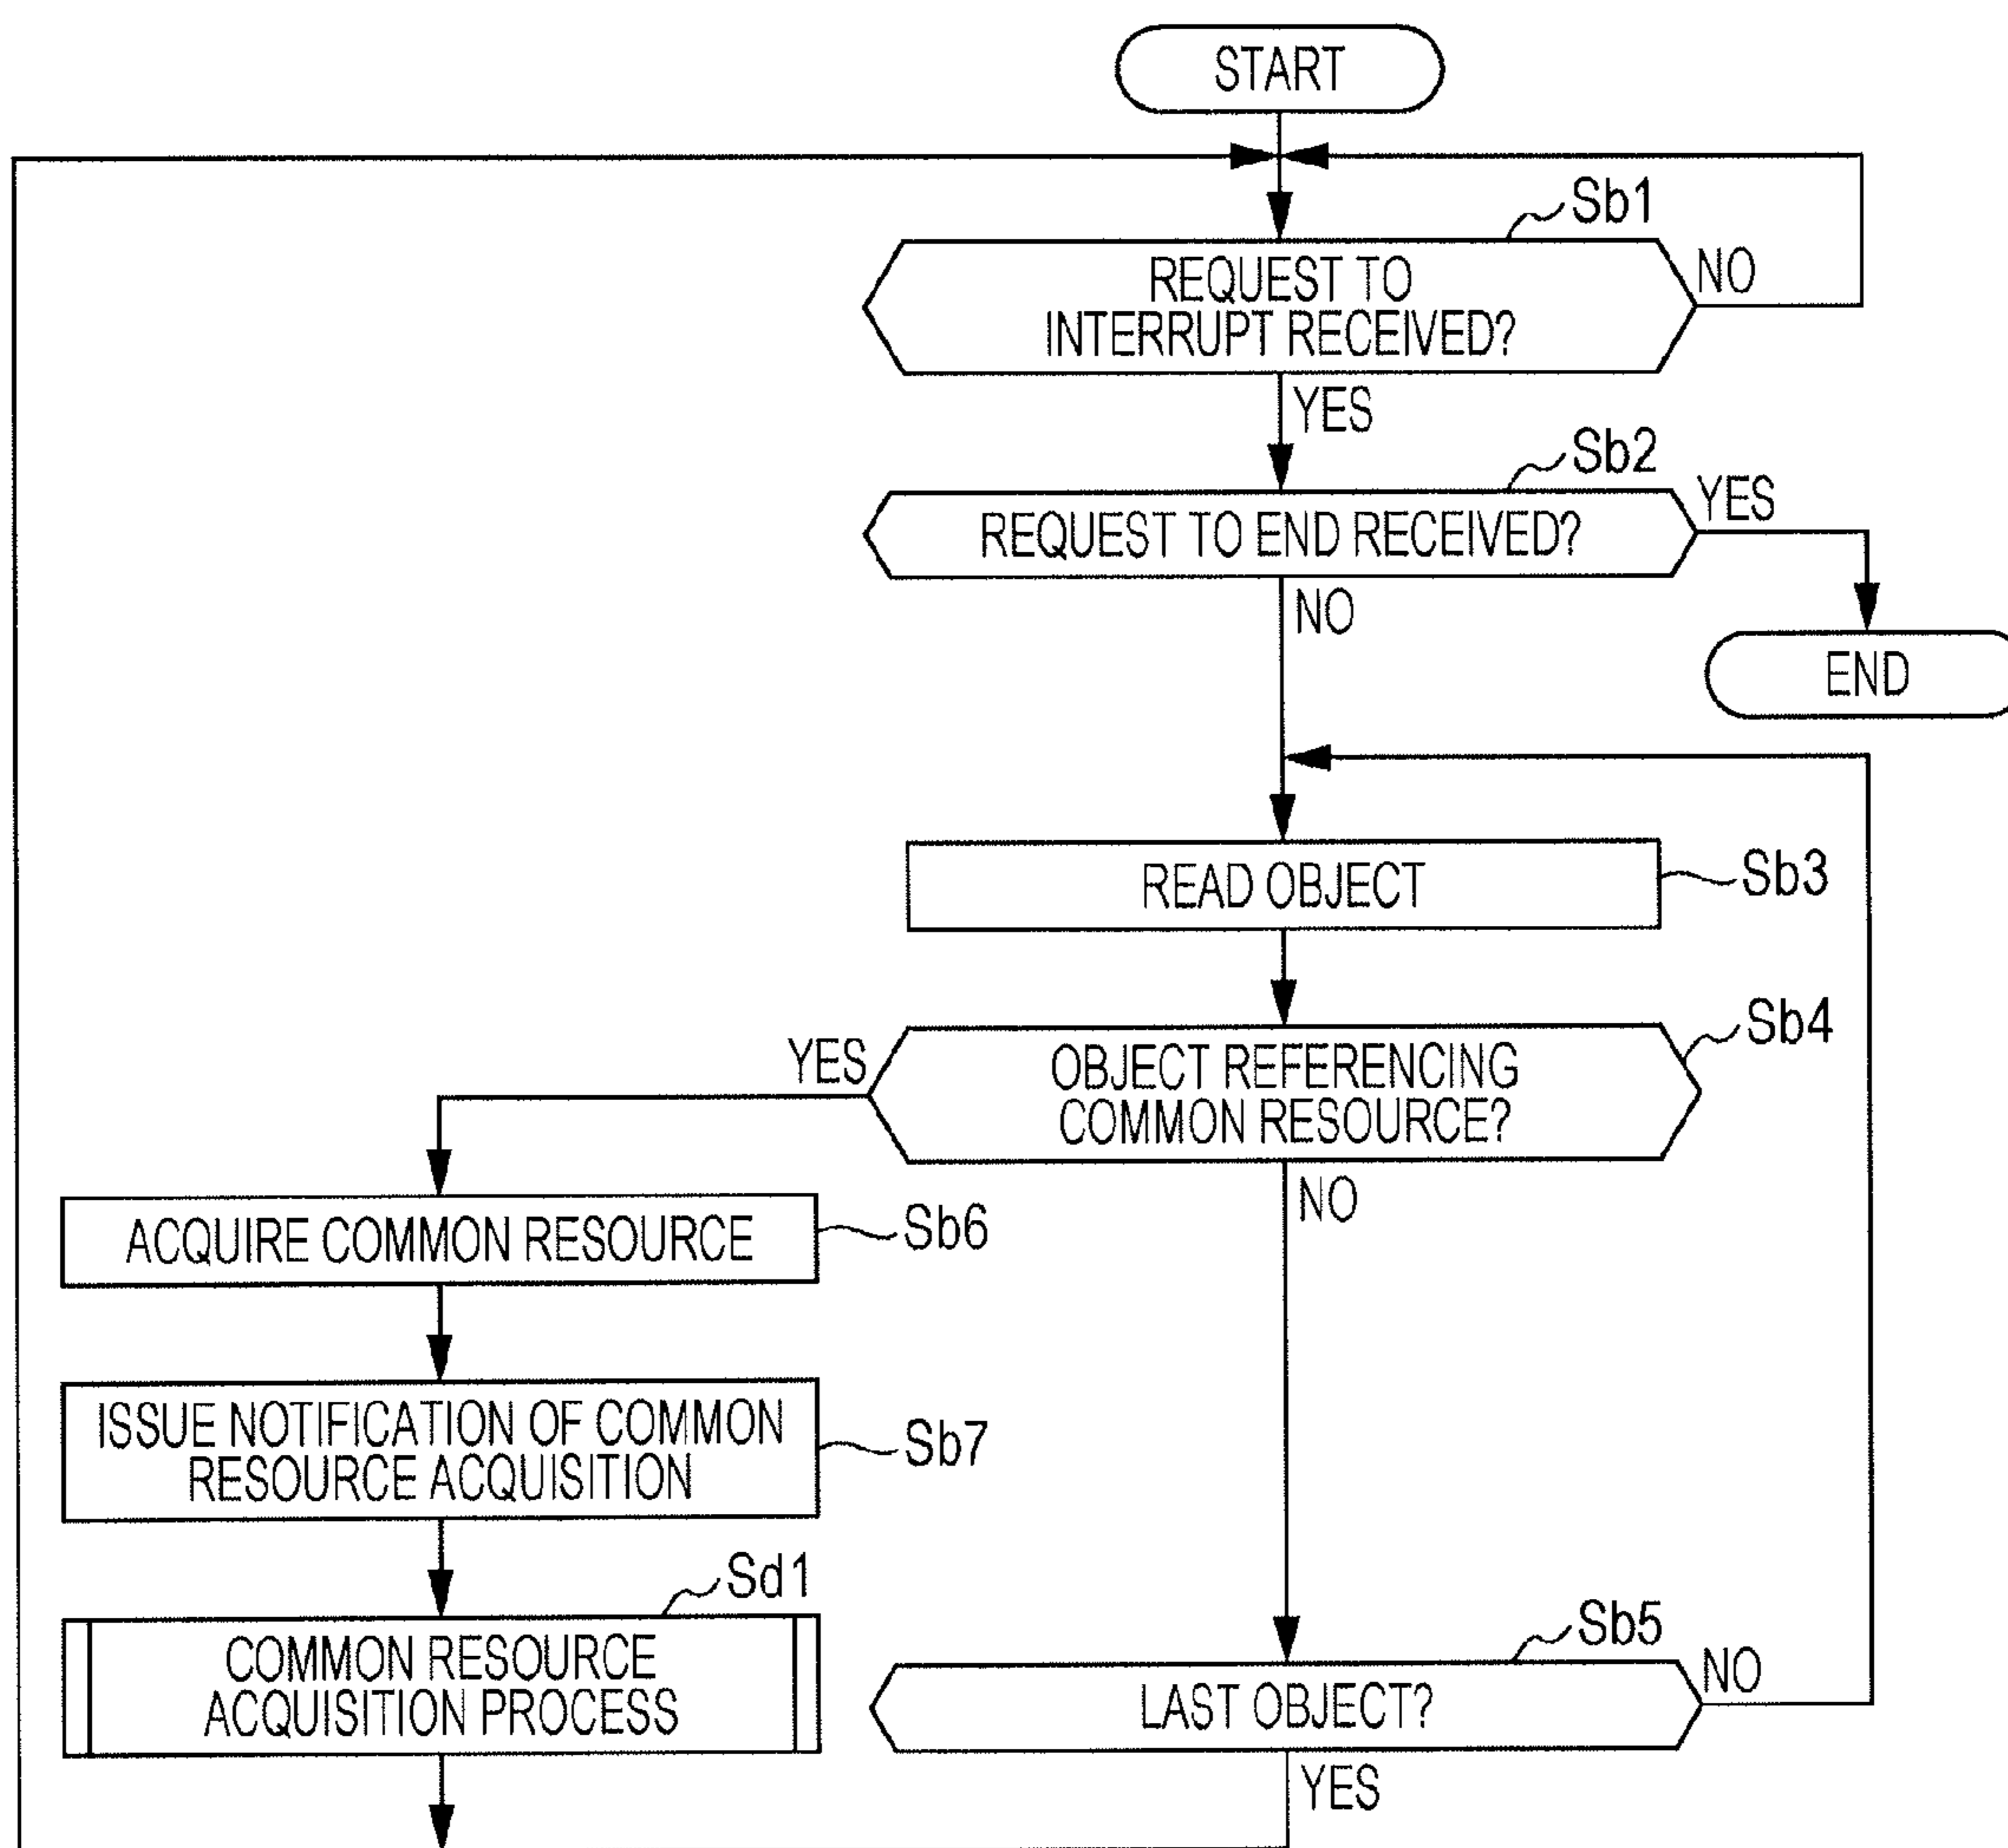 START
Sb1
REQUEST TO
INTERRUPT RECEIVED?
NO
YES
Sb2
REQUEST TO END RECEIVED?
YES
NO
END
READ OBJECT
Sb3
Sb4
OBJECT REFERENCING
COMMON RESOURCE?
YES
NO
ACQUIRE COMMON RESOURCE
Sb6
ISSUE NOTIFICATION OF COMMON
RESOURCE ACQUISITION
Sb7
Sd1
COMMON RESOURCE
ACQUISITION PROCESS
Sb5
LAST OBJECT?
NO
YES